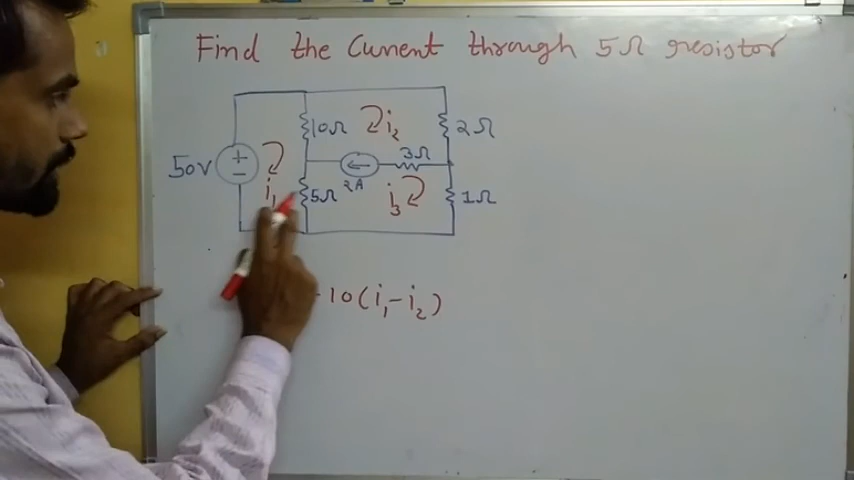 Find the Current through 5Ω resistor
10Ω
i₂
2Ω
50V
+
−
3Ω
2A
i₁
5Ω
i₃
1Ω
-10(i₁-i₂)